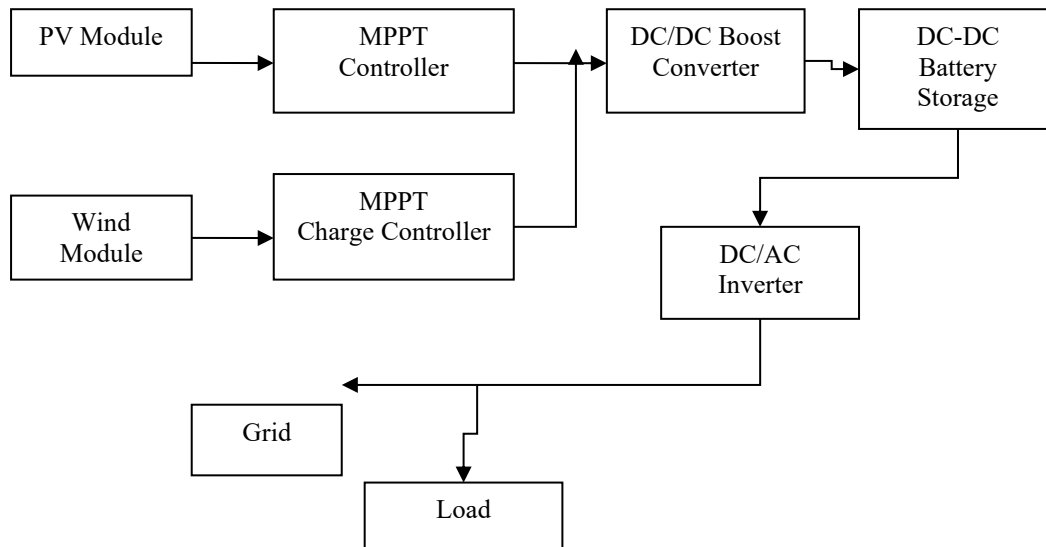 PV Module
MPPT
Controller
DC/DC Boost
Converter
DC-DC
Battery
Storage
Wind
Module
MPPT
Charge Controller
DC/AC
Inverter
Grid
Load